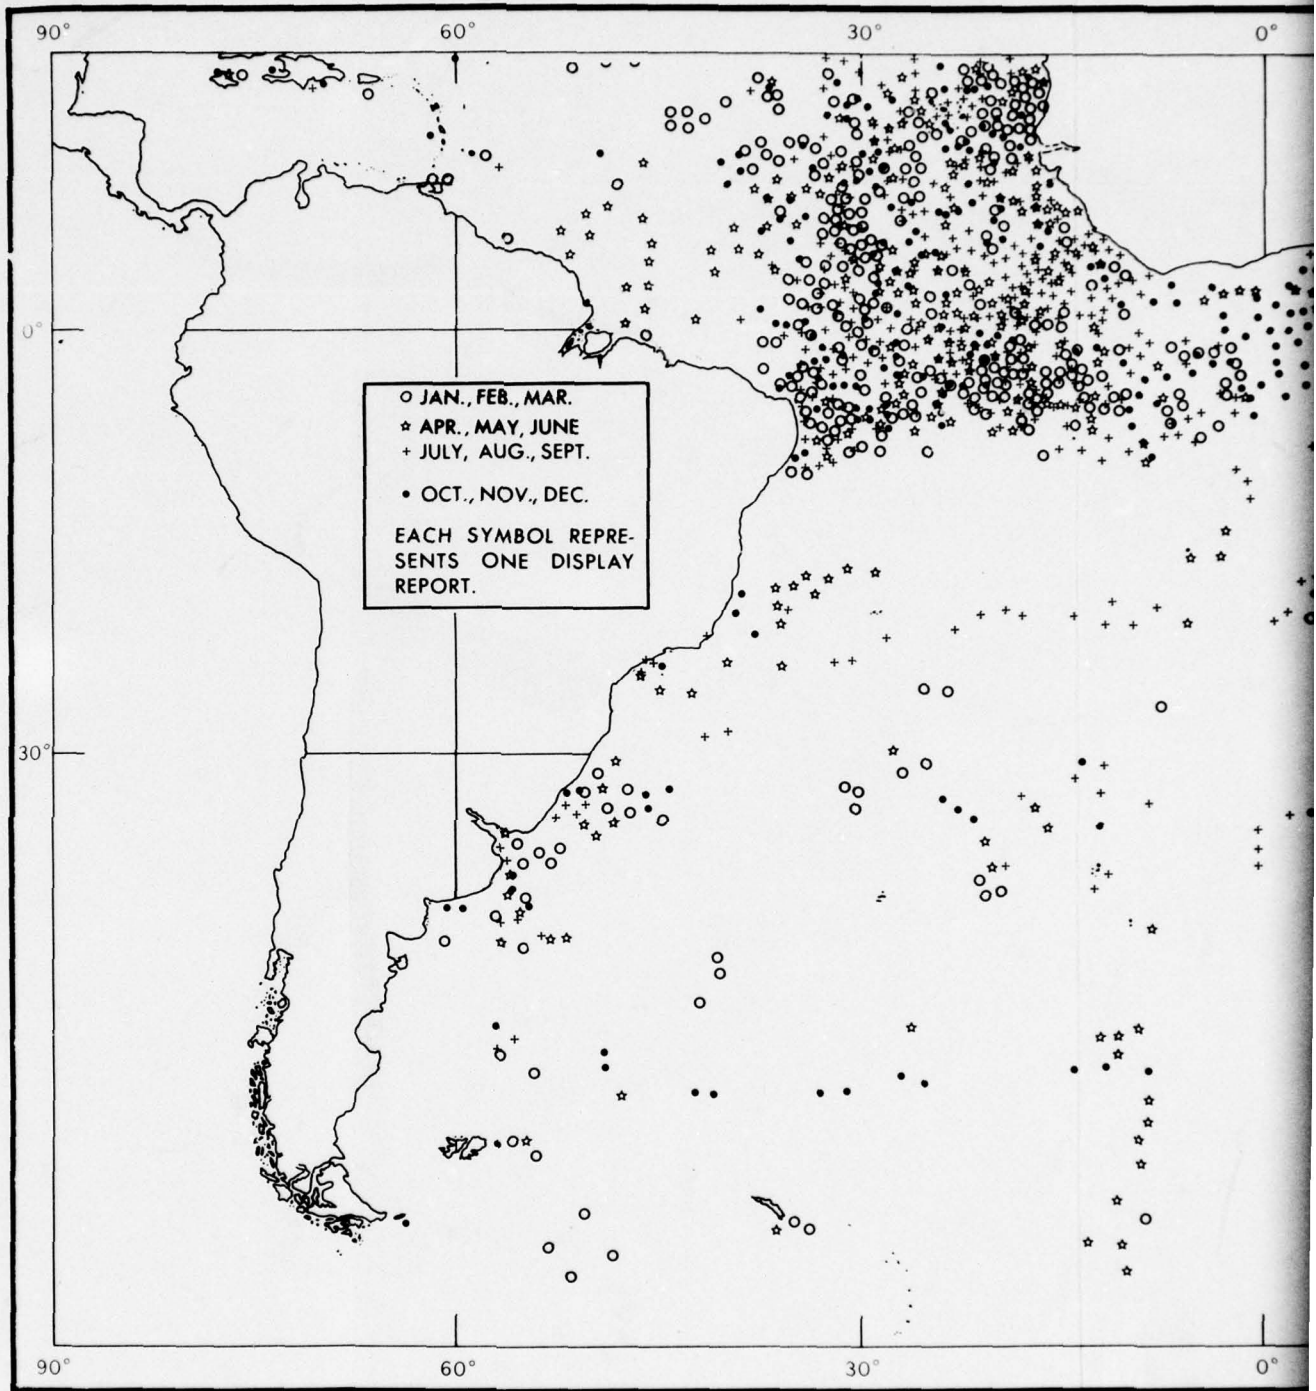 90° 60° 30° 0°
0°
JAN., FEB., MAR.
APR., MAY, JUNE
JULY, AUG., SEPT.
OCT., NOV., DEC.
EACH SYMBOL REPRE-
SENTS ONE DISPLAY
REPORT.
30°
90° 60° 30° 0°